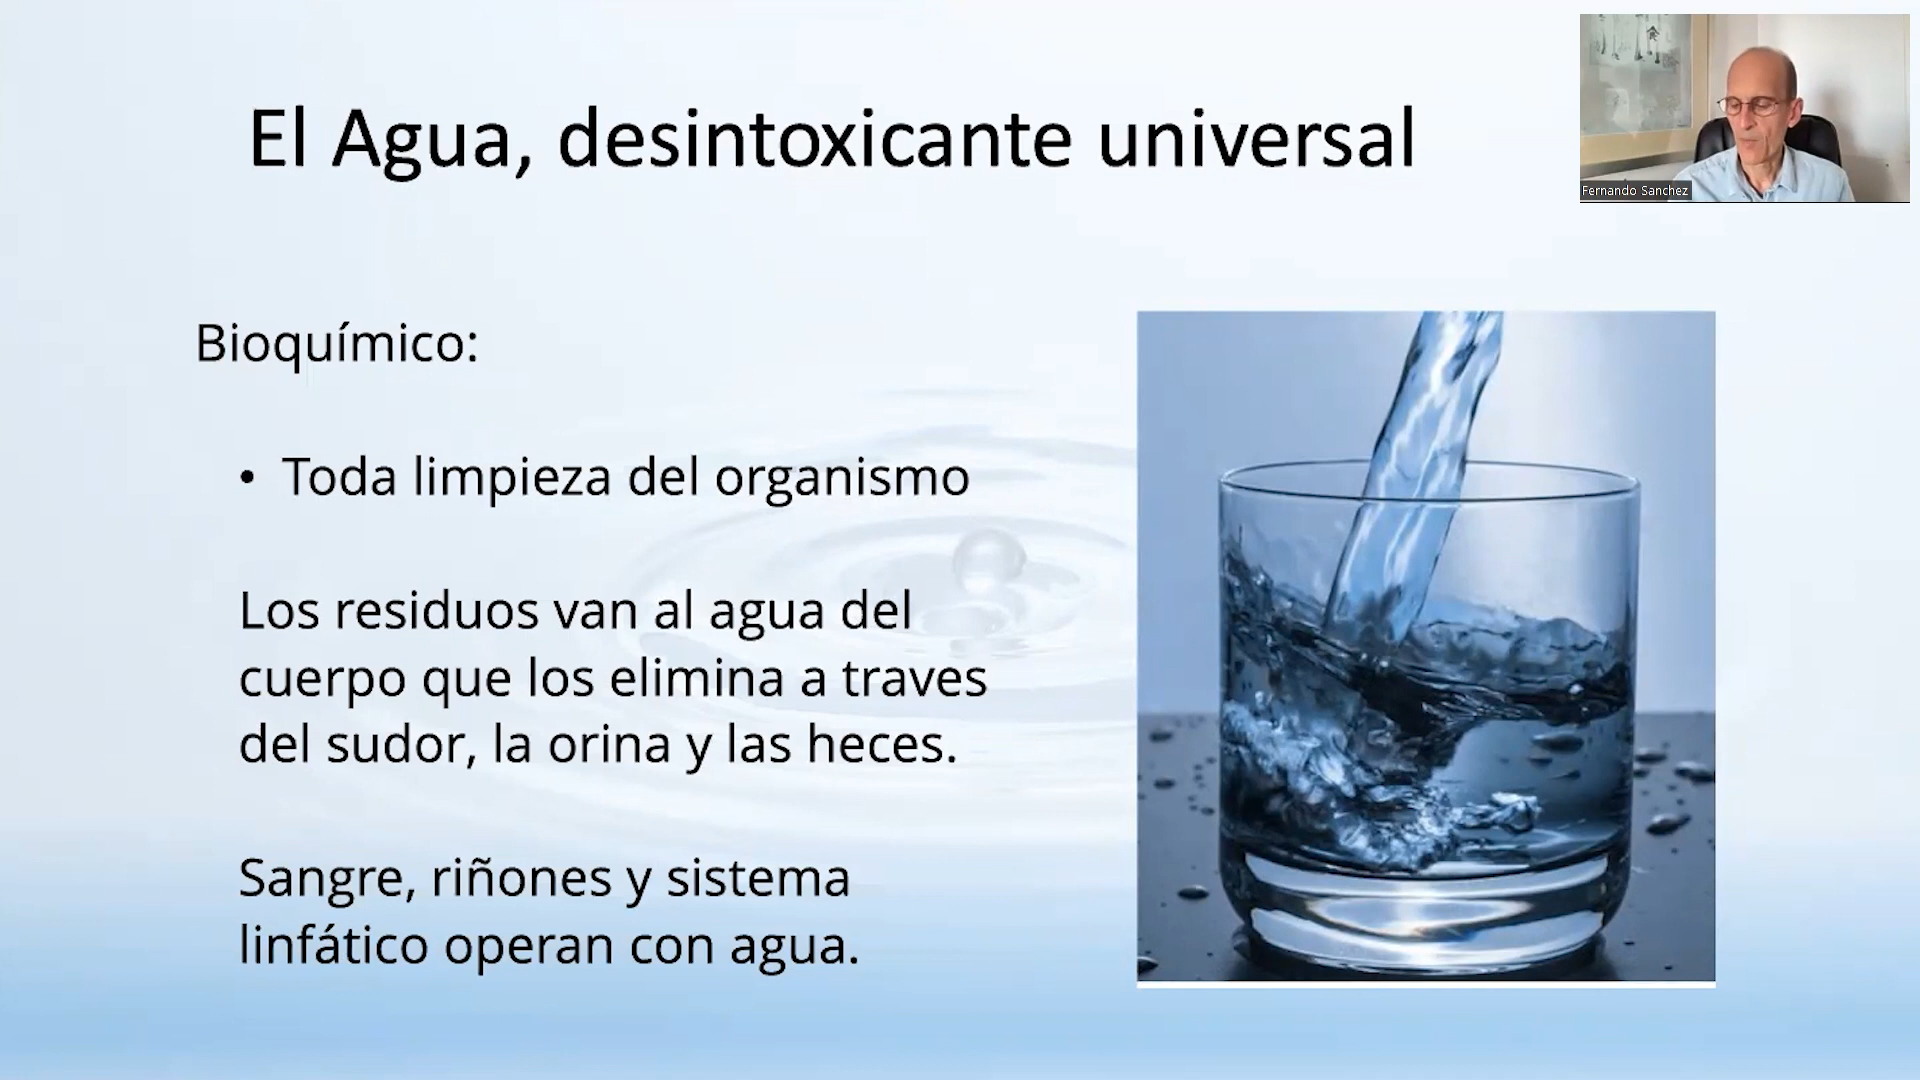 El Agua, desintoxicante universal
Fernando Sanchez
Bioquímico:
• Toda limpieza del organismo
Los residuos van al agua del
cuerpo que los elimina a traves
del sudor, la orina y las heces.
Sangre, riñones y sistema
linfático operan con agua.